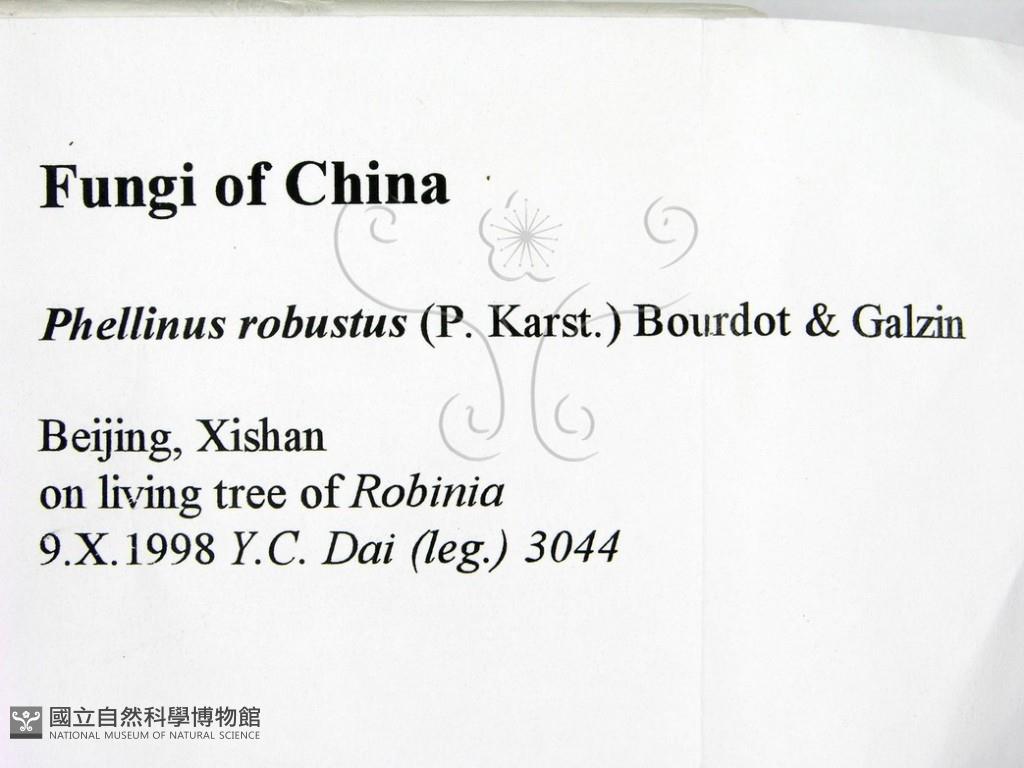 Fungi of China
Phellinus robustus (P. Karst.) Bourdot & Galzin
Beijing, Xishan
on living tree of Robinia
9.X.1998 Y.C. Dai (leg.) 3044
國立自然科學博物館
NATIONAL MUSEUM OF NATURAL SCIENCE